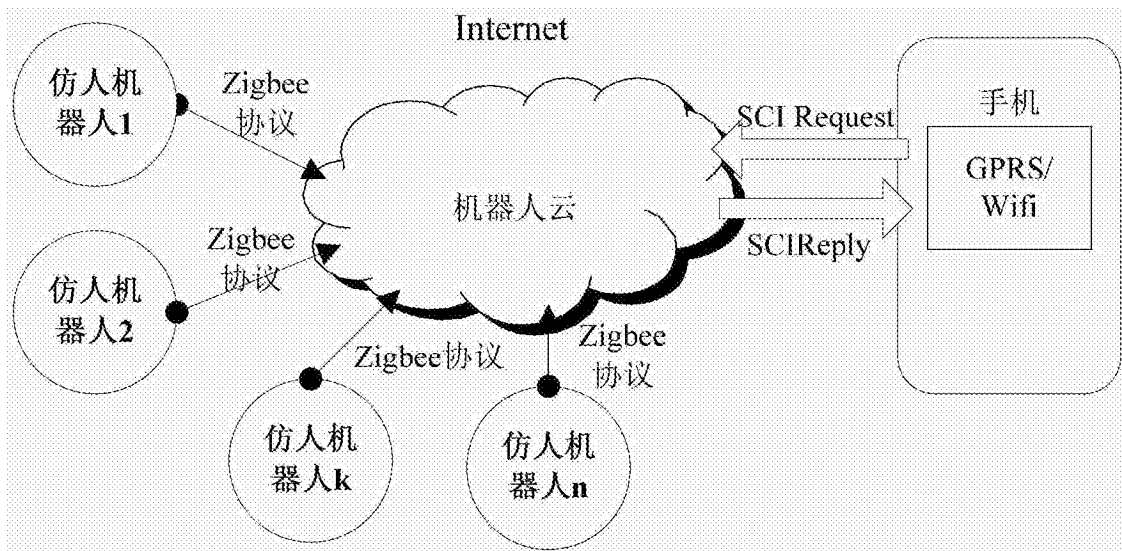 Internet
仿人机
器人1
Zigbee
协议
手机
SCI Request
GPRS/
Wifi
机器人云
SCIReply
Zigbee
协议
仿人机
器人2
Zigbee协议
Zigbee
协议
仿人机
器人k
仿人机
器人n